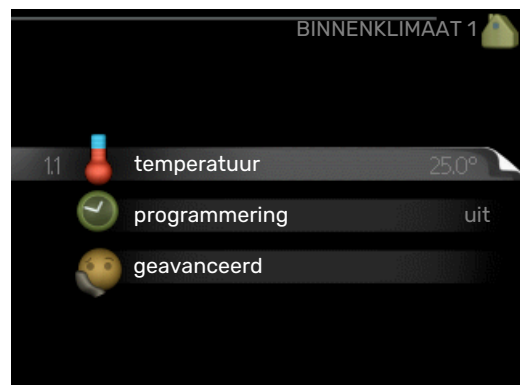 BINNENKLIMAAT 1
1.1 temperatuur 25.0°
programmering uit
geavanceerd